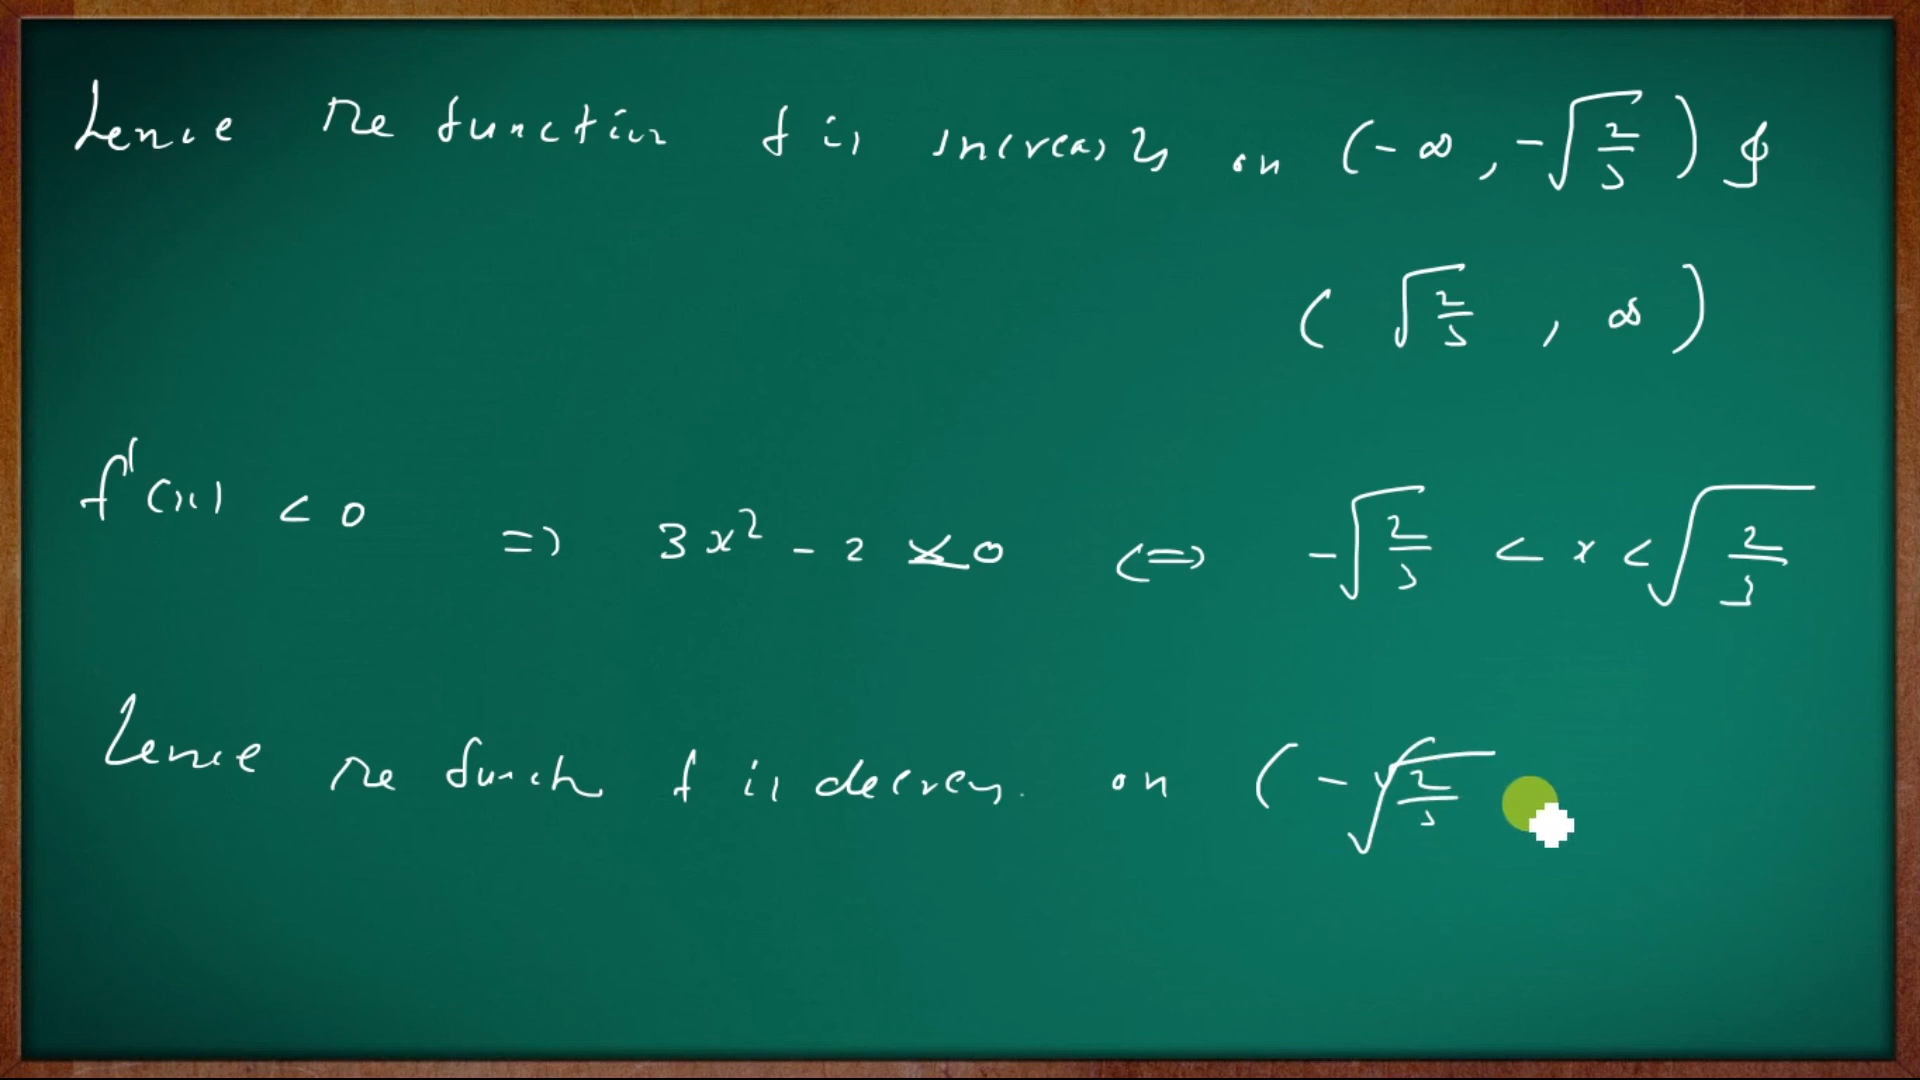 Hence the function f is increasing on (-∞, -√(2/3)) &
(√(2/3), ∞)
f'(x) < 0 => 3x² - 2 < 0 <=> -√(2/3) < x < √(2/3)
Hence the funcn f is decreas. on (-√(2/3)